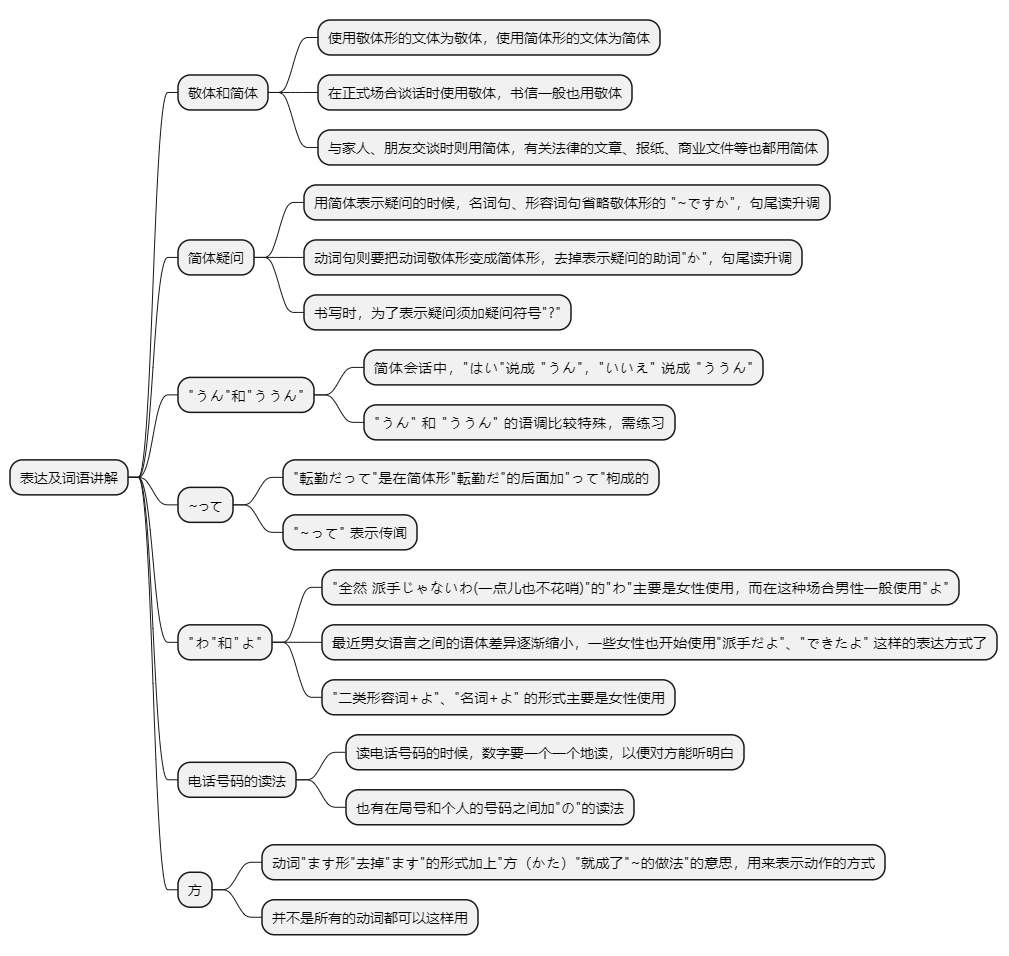 表达及词语讲解
敬体和简体
使用敬体形的文体为敬体，使用简体形的文体为简体
在正式场合谈话时使用敬体，书信一般也用敬体
与家人、朋友交谈时则用简体，有关法律的文章、报纸、商业文件等也都用简体
简体疑问
用简体表示疑问的时候，名词句、形容词句省略敬体形的 "~ですか"，句尾读升调
动词句则要把动词敬体形变成简体形，去掉表示疑问的助词"か"，句尾读升调
书写时，为了表示疑问须加疑问符号"?"
"うん"和"ううん"
简体会话中，"はい"说成 "うん"，"いいえ" 说成 "ううん"
"うん" 和 "ううん" 的语调比较特殊，需练习
~って
"転勤だって"是在简体形"転勤だ"的后面加"って"构成的
"~って" 表示传闻
"わ"和"よ"
"全然 派手じゃないわ(一点儿也不花哨)"的"わ"主要是女性使用，而在这种场合男性一般使用"よ"
最近男女语言之间的语体差异逐渐缩小，一些女性也开始使用"派手だよ"、"できたよ" 这样的表达方式了
"二类形容词+よ"、"名词+よ" 的形式主要是女性使用
电话号码的读法
读电话号码的时候，数字要一个一个地读，以便对方能听明白
也有在局号和个人的号码之间加"の"的读法
方
动词"ます形"去掉"ます"的形式加上"方（かた）"就成了"~的做法"的意思，用来表示动作的方式
并不是所有的动词都可以这样用